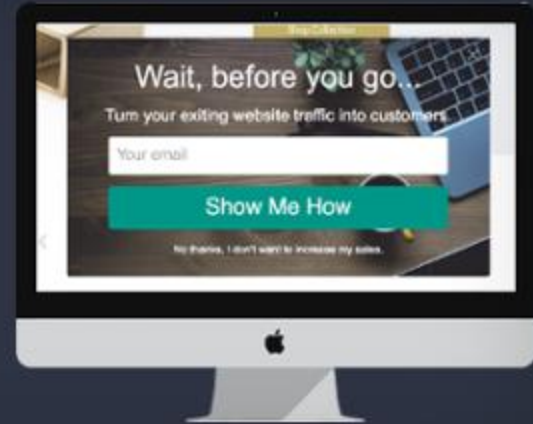 Shop Collection
Wait, before you go...
Turn your exiting website traffic into customers
Your email
Show Me How
No thanks, I don't want to increase my sales.